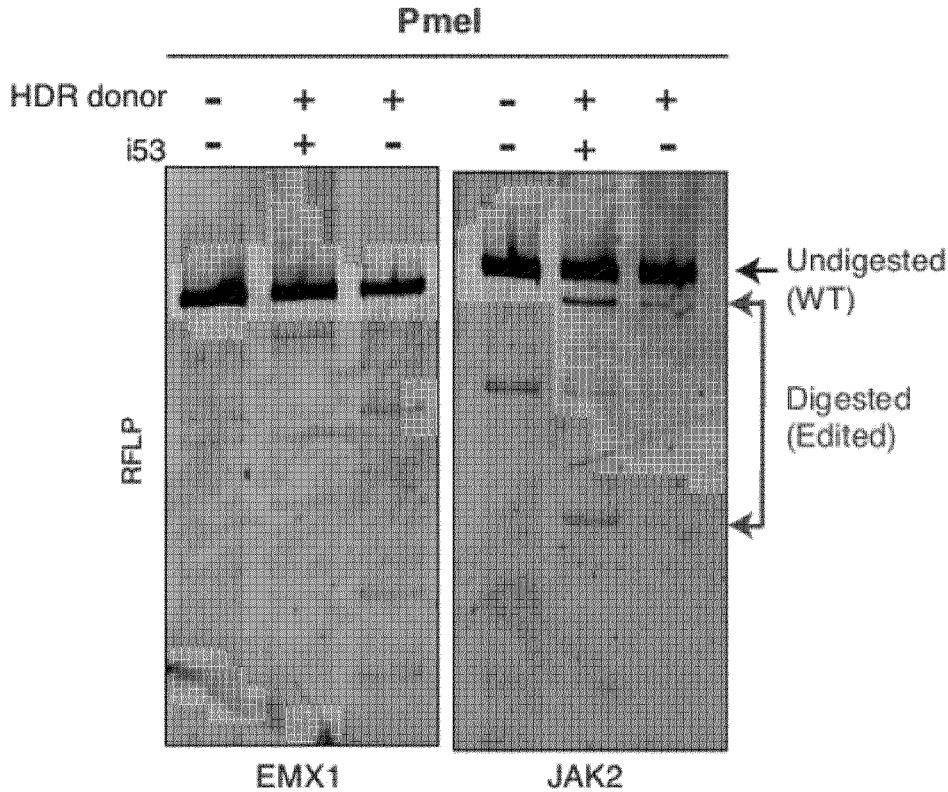 PmeI
HDR donor - + + - + +
i53 - + - - + -
Undigested
(WT)
Digested
(Edited)
RFLP
EMX1 JAK2